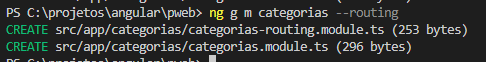 PS C:\projetos\angular\pweb> ng g m categorias --routing
CREATE src/app/categorias/categorias-routing.module.ts (253 bytes)
CREATE src/app/categorias/categorias.module.ts (296 bytes)